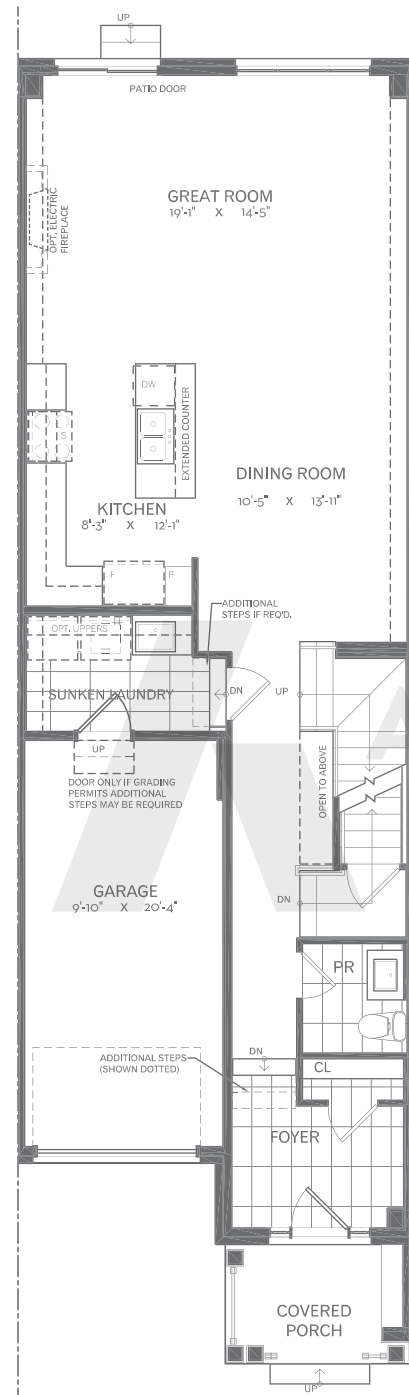 UP
PATIO DOOR
GREAT ROOM
19'-1" X 14'-5"
OPT. ELECTRIC
FIREPLACE
DW
S
EXTENDED COUNTER
DINING ROOM
10'-5" X 13'-11"
KITCHEN
8'-3" X 12'-1"
F
P
ADDITIONAL
STEPS IF REQ'D.
OPT. UPPERS
SUNKEN LAUNDRY
DN
UP
UP
OPEN TO ABOVE
DOOR ONLY IF GRADING
PERMITS ADDITIONAL
STEPS MAY BE REQUIRED
GARAGE
9'-10" X 20'-4"
DN
PR
DN
ADDITIONAL STEPS
(SHOWN DOTTED)
CL
FOYER
COVERED
PORCH
UP